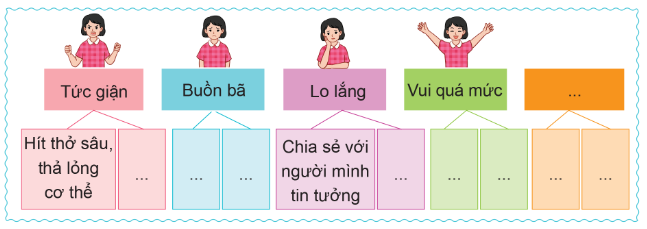 Tức giận
Buồn bã
Lo lắng
Vui quá mức
...
Hít thở sâu,
thả lỏng
cơ thể
...
...
...
Chia sẻ với
người mình
tin tưởng
...
...
...
...
...